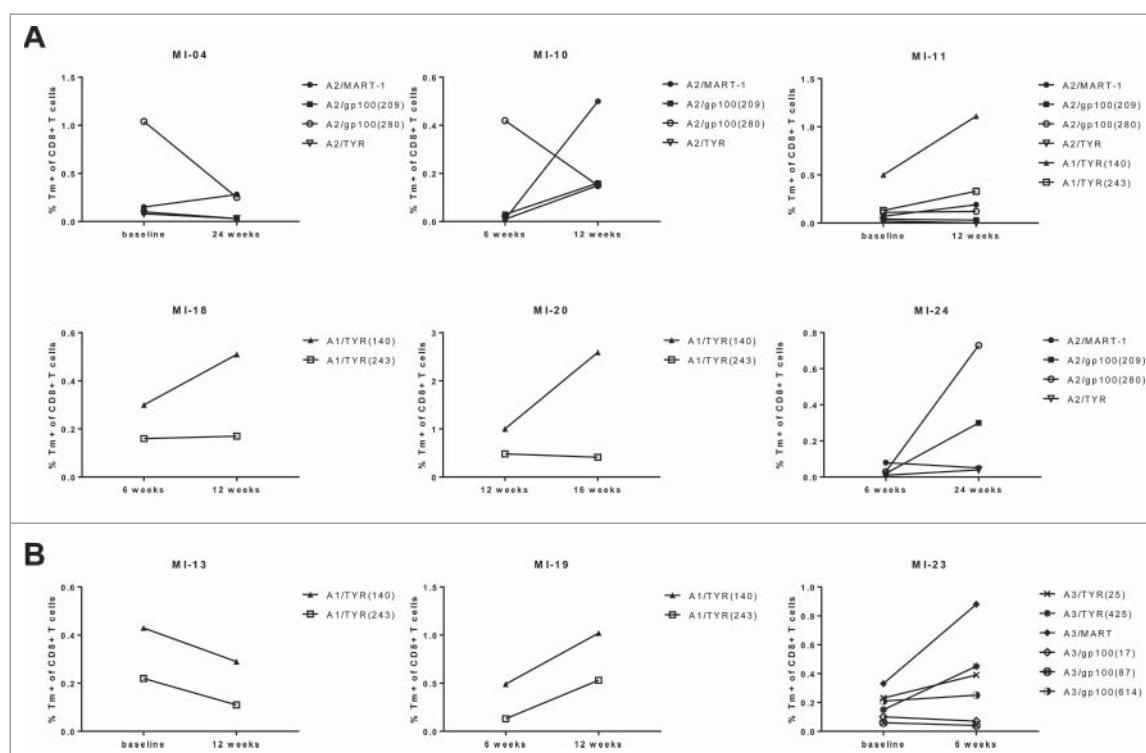 A
MI-04
% Tm+ of CD8+ T cells
1.5
1.0
0.5
0.0
baseline
24 weeks
A2/MART-1
A2/gp100(209)
A2/gp100(280)
A2/TYR
MI-10
% Tm+ of CD8+ T cells
0.6
0.4
0.2
0.0
6 weeks
12 weeks
A2/MART-1
A2/gp100(209)
A2/gp100(280)
A2/TYR
MI-11
% Tm+ of CD8+ T cells
1.5
1.0
0.5
0.0
baseline
12 weeks
A2/MART-1
A2/gp100(209)
A2/gp100(280)
A2/TYR
A1/TYR(140)
A1/TYR(243)
MI-18
% Tm+ of CD8+ T cells
0.6
0.4
0.2
0.0
6 weeks
12 weeks
A1/TYR(140)
A1/TYR(243)
MI-20
% Tm+ of CD8+ T cells
3
2
1
0
12 weeks
16 weeks
A1/TYR(140)
A1/TYR(243)
MI-24
% Tm+ of CD8+ T cells
0.8
0.6
0.4
0.2
0.0
6 weeks
24 weeks
A2/MART-1
A2/gp100(209)
A2/gp100(280)
A2/TYR
B
MI-13
% Tm+ of CD8+ T cells
0.6
0.4
0.2
0.0
baseline
12 weeks
A1/TYR(140)
A1/TYR(243)
MI-19
% Tm+ of CD8+ T cells
1.5
1.0
0.5
0.0
6 weeks
12 weeks
A1/TYR(140)
A1/TYR(243)
MI-23
% Tm+ of CD8+ T cells
1.0
0.8
0.6
0.4
0.2
0.0
baseline
6 weeks
A3/TYR(25)
A3/TYR(425)
A3/MART
A3/gp100(17)
A3/gp100(87)
A3/gp100(614)